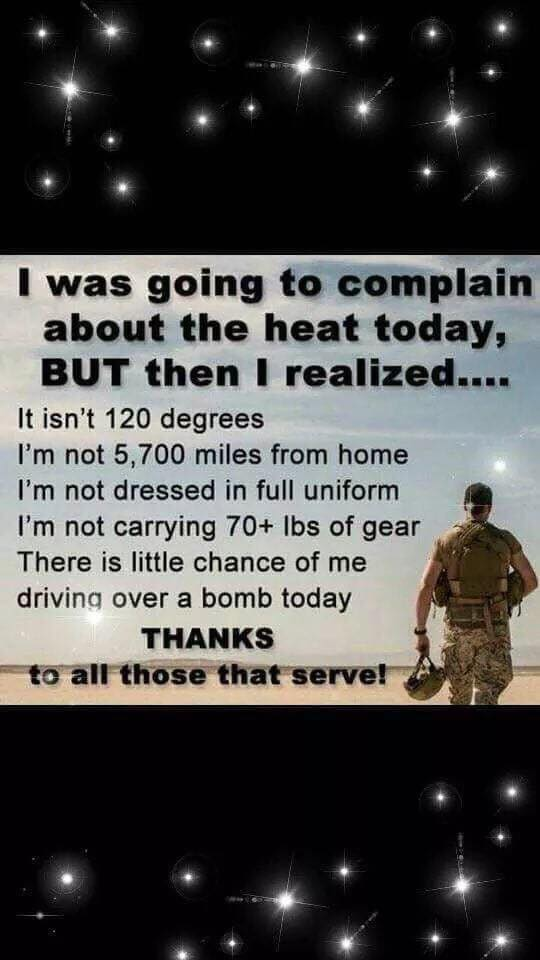 I was going to complain
about the heat today,
BUT then I realized....
It isn't 120 degrees
I'm not 5,700 miles from home
I'm not dressed in full uniform
I'm not carrying 70+ lbs of gear
There is little chance of me
driving over a bomb today
THANKS
to all those that serve!